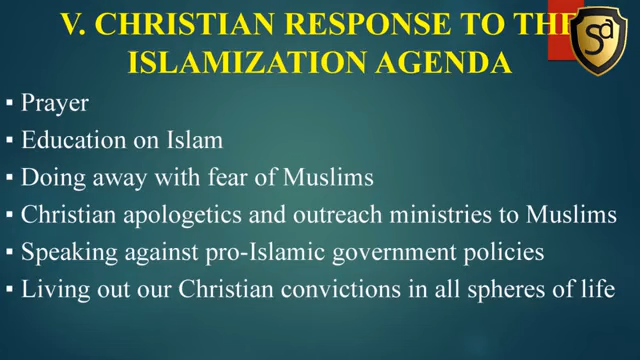 V. CHRISTIAN RESPONSE TO THE
ISLAMIZATION AGENDA
▪ Prayer
▪ Education on Islam
▪ Doing away with fear of Muslims
▪ Christian apologetics and outreach ministries to Muslims
▪ Speaking against pro-Islamic government policies
▪ Living out our Christian convictions in all spheres of life
sa